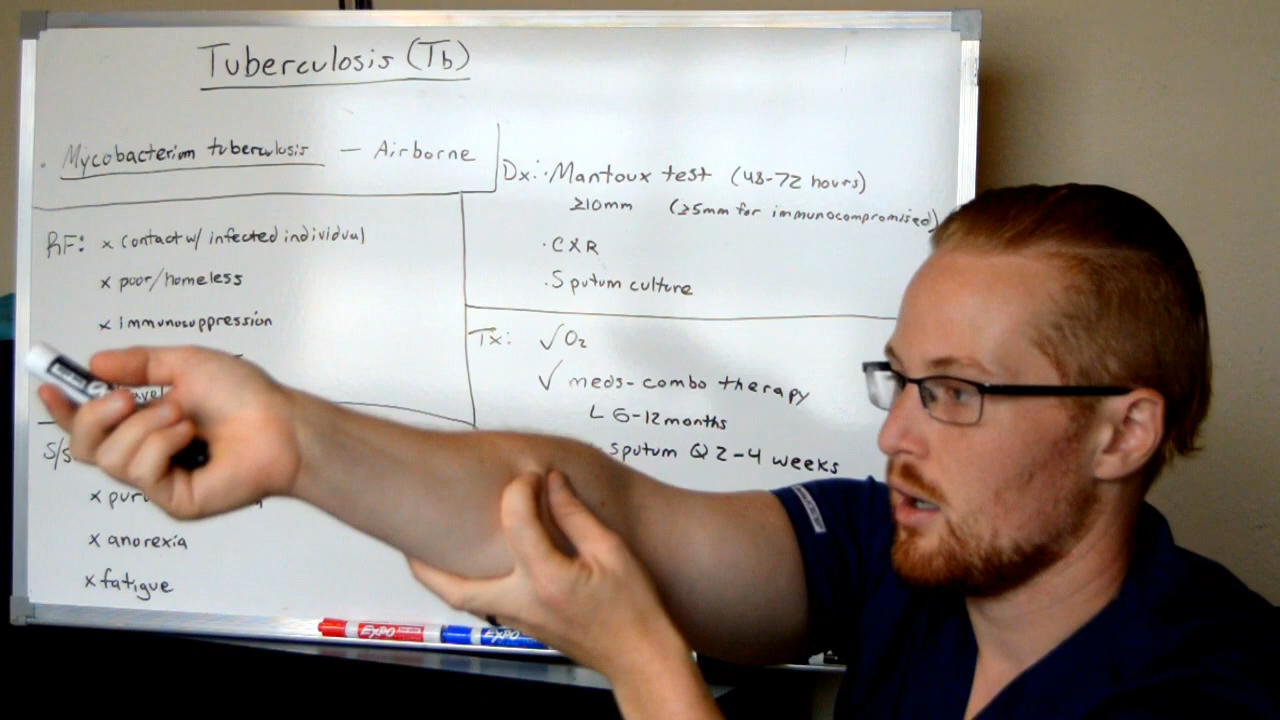 Tuberculosis (Tb)
. Mycobacterium tuberculosis — Airborne
RF: x contact w/ infected individual
x poor/homeless
x immunosuppression
S/s
x anorexia
x fatigue
Dx: · Mantoux test (48-72 hours)
≥10mm (≥5mm for immunocompromised)
· CXR
· Sputum culture
Tx: √ O2
√ meds - combo therapy
L 6-12 months
sputum Q 2-4 weeks
EXPO
EXPO